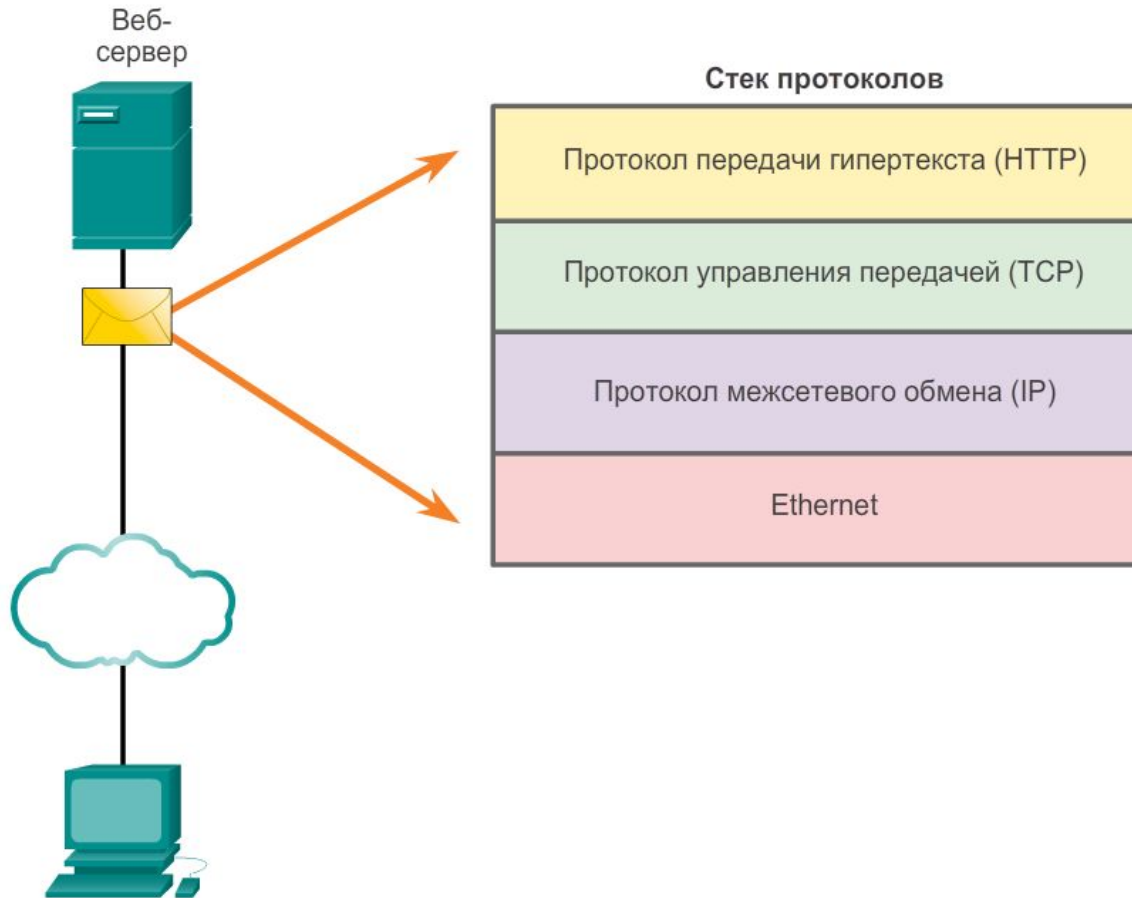 Веб-
сервер
Стек протоколов
Протокол передачи гипертекста (HTTP)
Протокол управления передачей (TCP)
Протокол межсетевого обмена (IP)
Ethernet